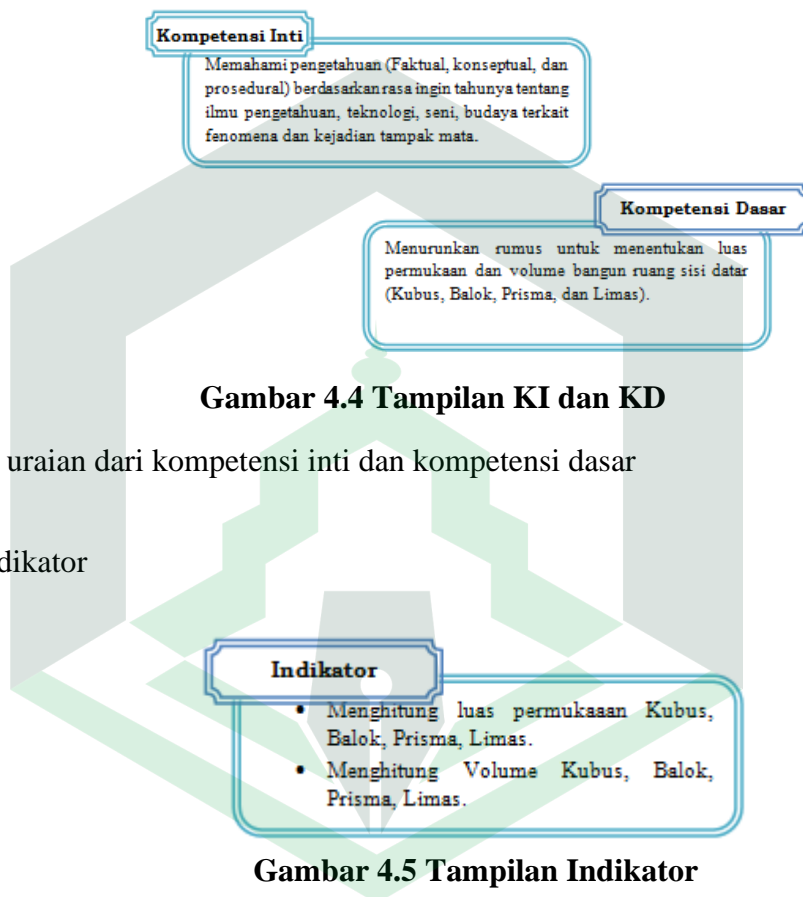 Kompetensi Inti
Memahami pengetahuan (Faktual, konseptual, dan
prosedural) berdasarkan rasa ingin tahunya tentang
ilmu pengetahuan, teknologi, seni, budaya terkait
fenomena dan kejadian tampak mata.
Kompetensi Dasar
Menurunkan rumus untuk menentukan luas
permukaan dan volume bangun ruang sisi datar
(Kubus, Balok, Prisma, dan Limas).
Gambar 4.4 Tampilan KI dan KD
uraian dari kompetensi inti dan kompetensi dasar
dikator
Indikator
• Menghitung luas permukaaan Kubus,
Balok, Prisma, Limas.
• Menghitung Volume Kubus, Balok,
Prisma, Limas.
Gambar 4.5 Tampilan Indikator